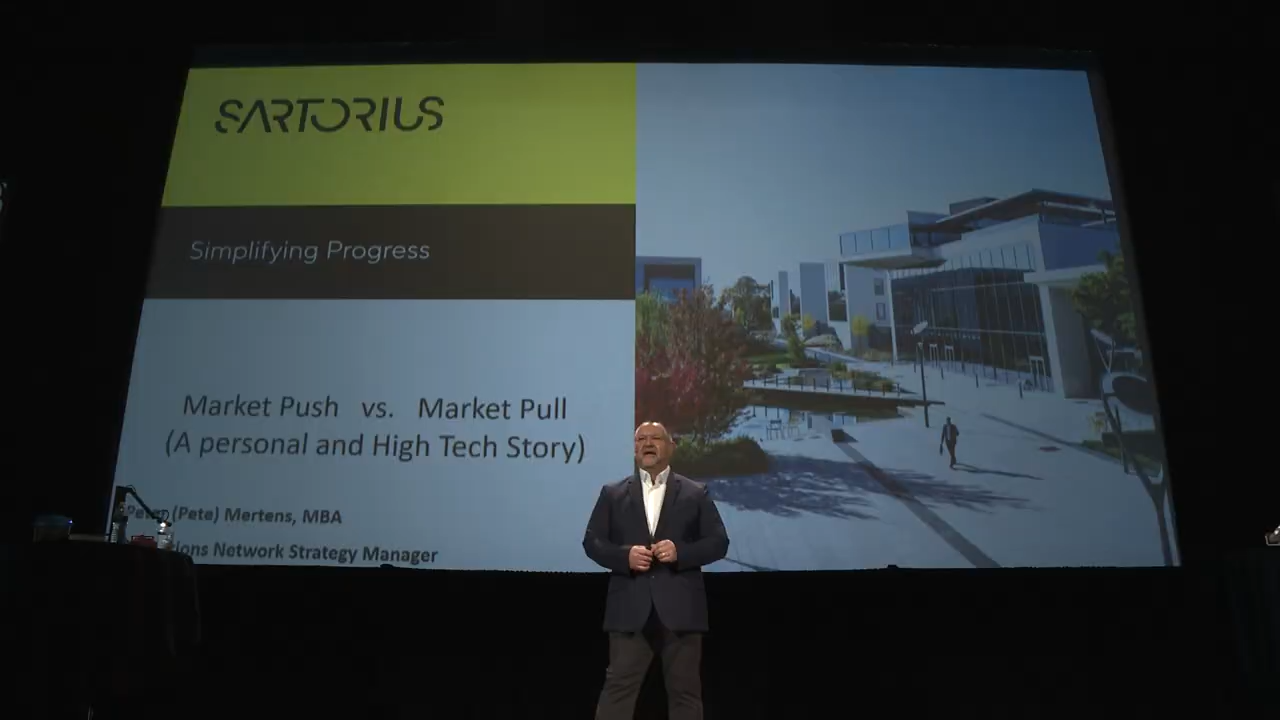 SARTORIUS
Simplifying Progress
Market Push vs. Market Pull
(A personal and High Tech Story)
(Pete) Mertens, MBA
Network Strategy Manager